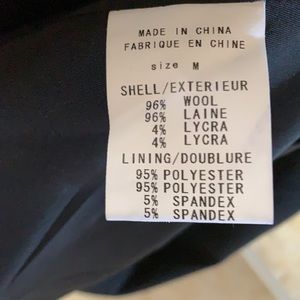 MADE IN CHINA
FABRIQUE EN CHINE
size M
SHELL/EXTERIEUR
96% WOOL
96% LAINE
4% LYCRA
4% LYCRA
LINING/DOUBLURE
95% POLYESTER
95% POLYESTER
5% SPANDEX
5% SPANDEX